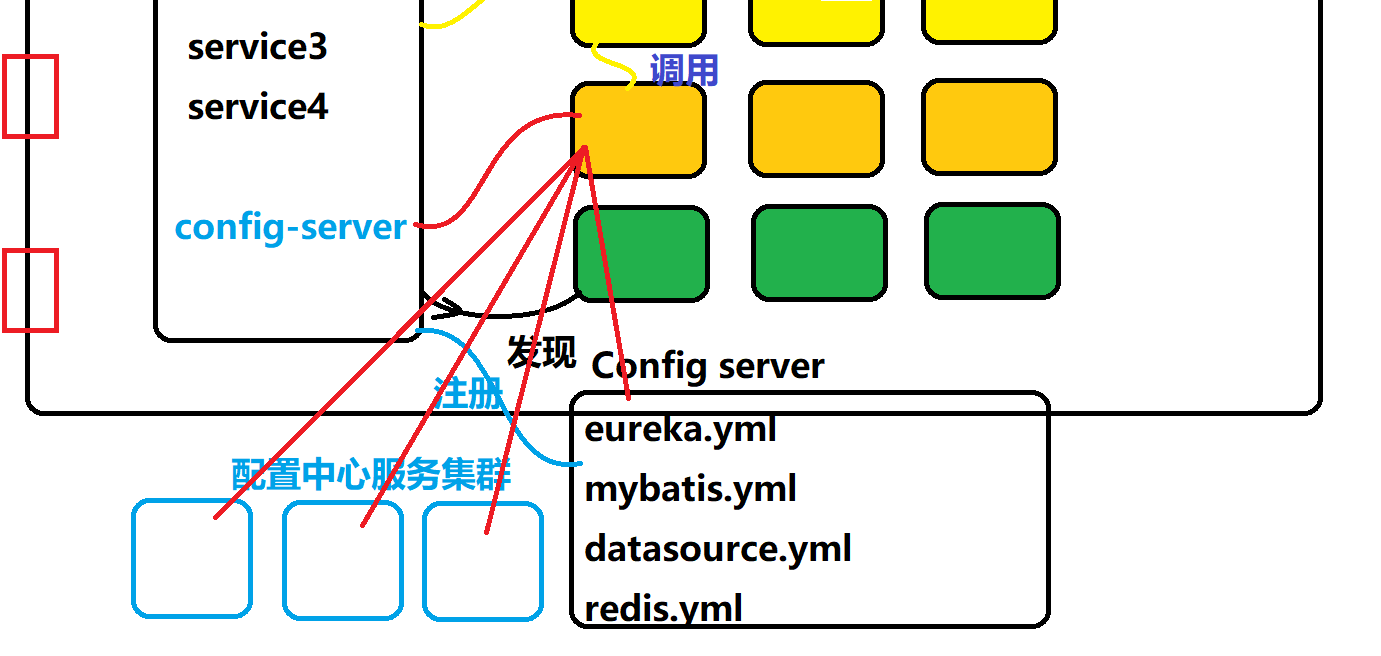 service3
调用
service4
config-server
发现
Config server
注册
eureka.yml
配置中心服务集群
mybatis.yml
datasource.yml
redis.yml